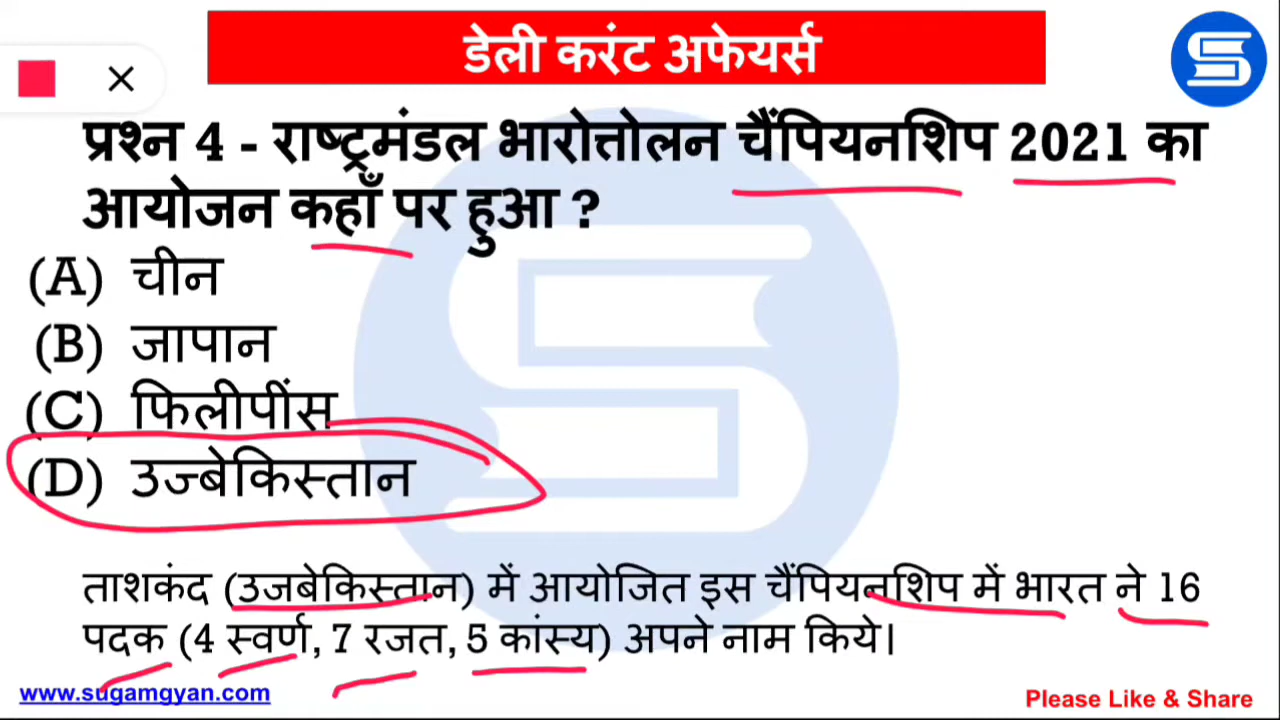 डेली करंट अफेयर्स
प्रश्न 4 - राष्ट्रमंडल भारोत्तोलन चैंपियनशिप 2021 का
आयोजन कहाँ पर हुआ ?
(A) चीन
(B) जापान
(C) फिलीपींस
(D) उज्बेकिस्तान
ताशकंद (उजबेकिस्तान) में आयोजित इस चैंपियनशिप में भारत ने 16
पदक (4 स्वर्ण, 7 रजत, 5 कांस्य) अपने नाम किये।
www.sugamgyan.com
Please Like & Share